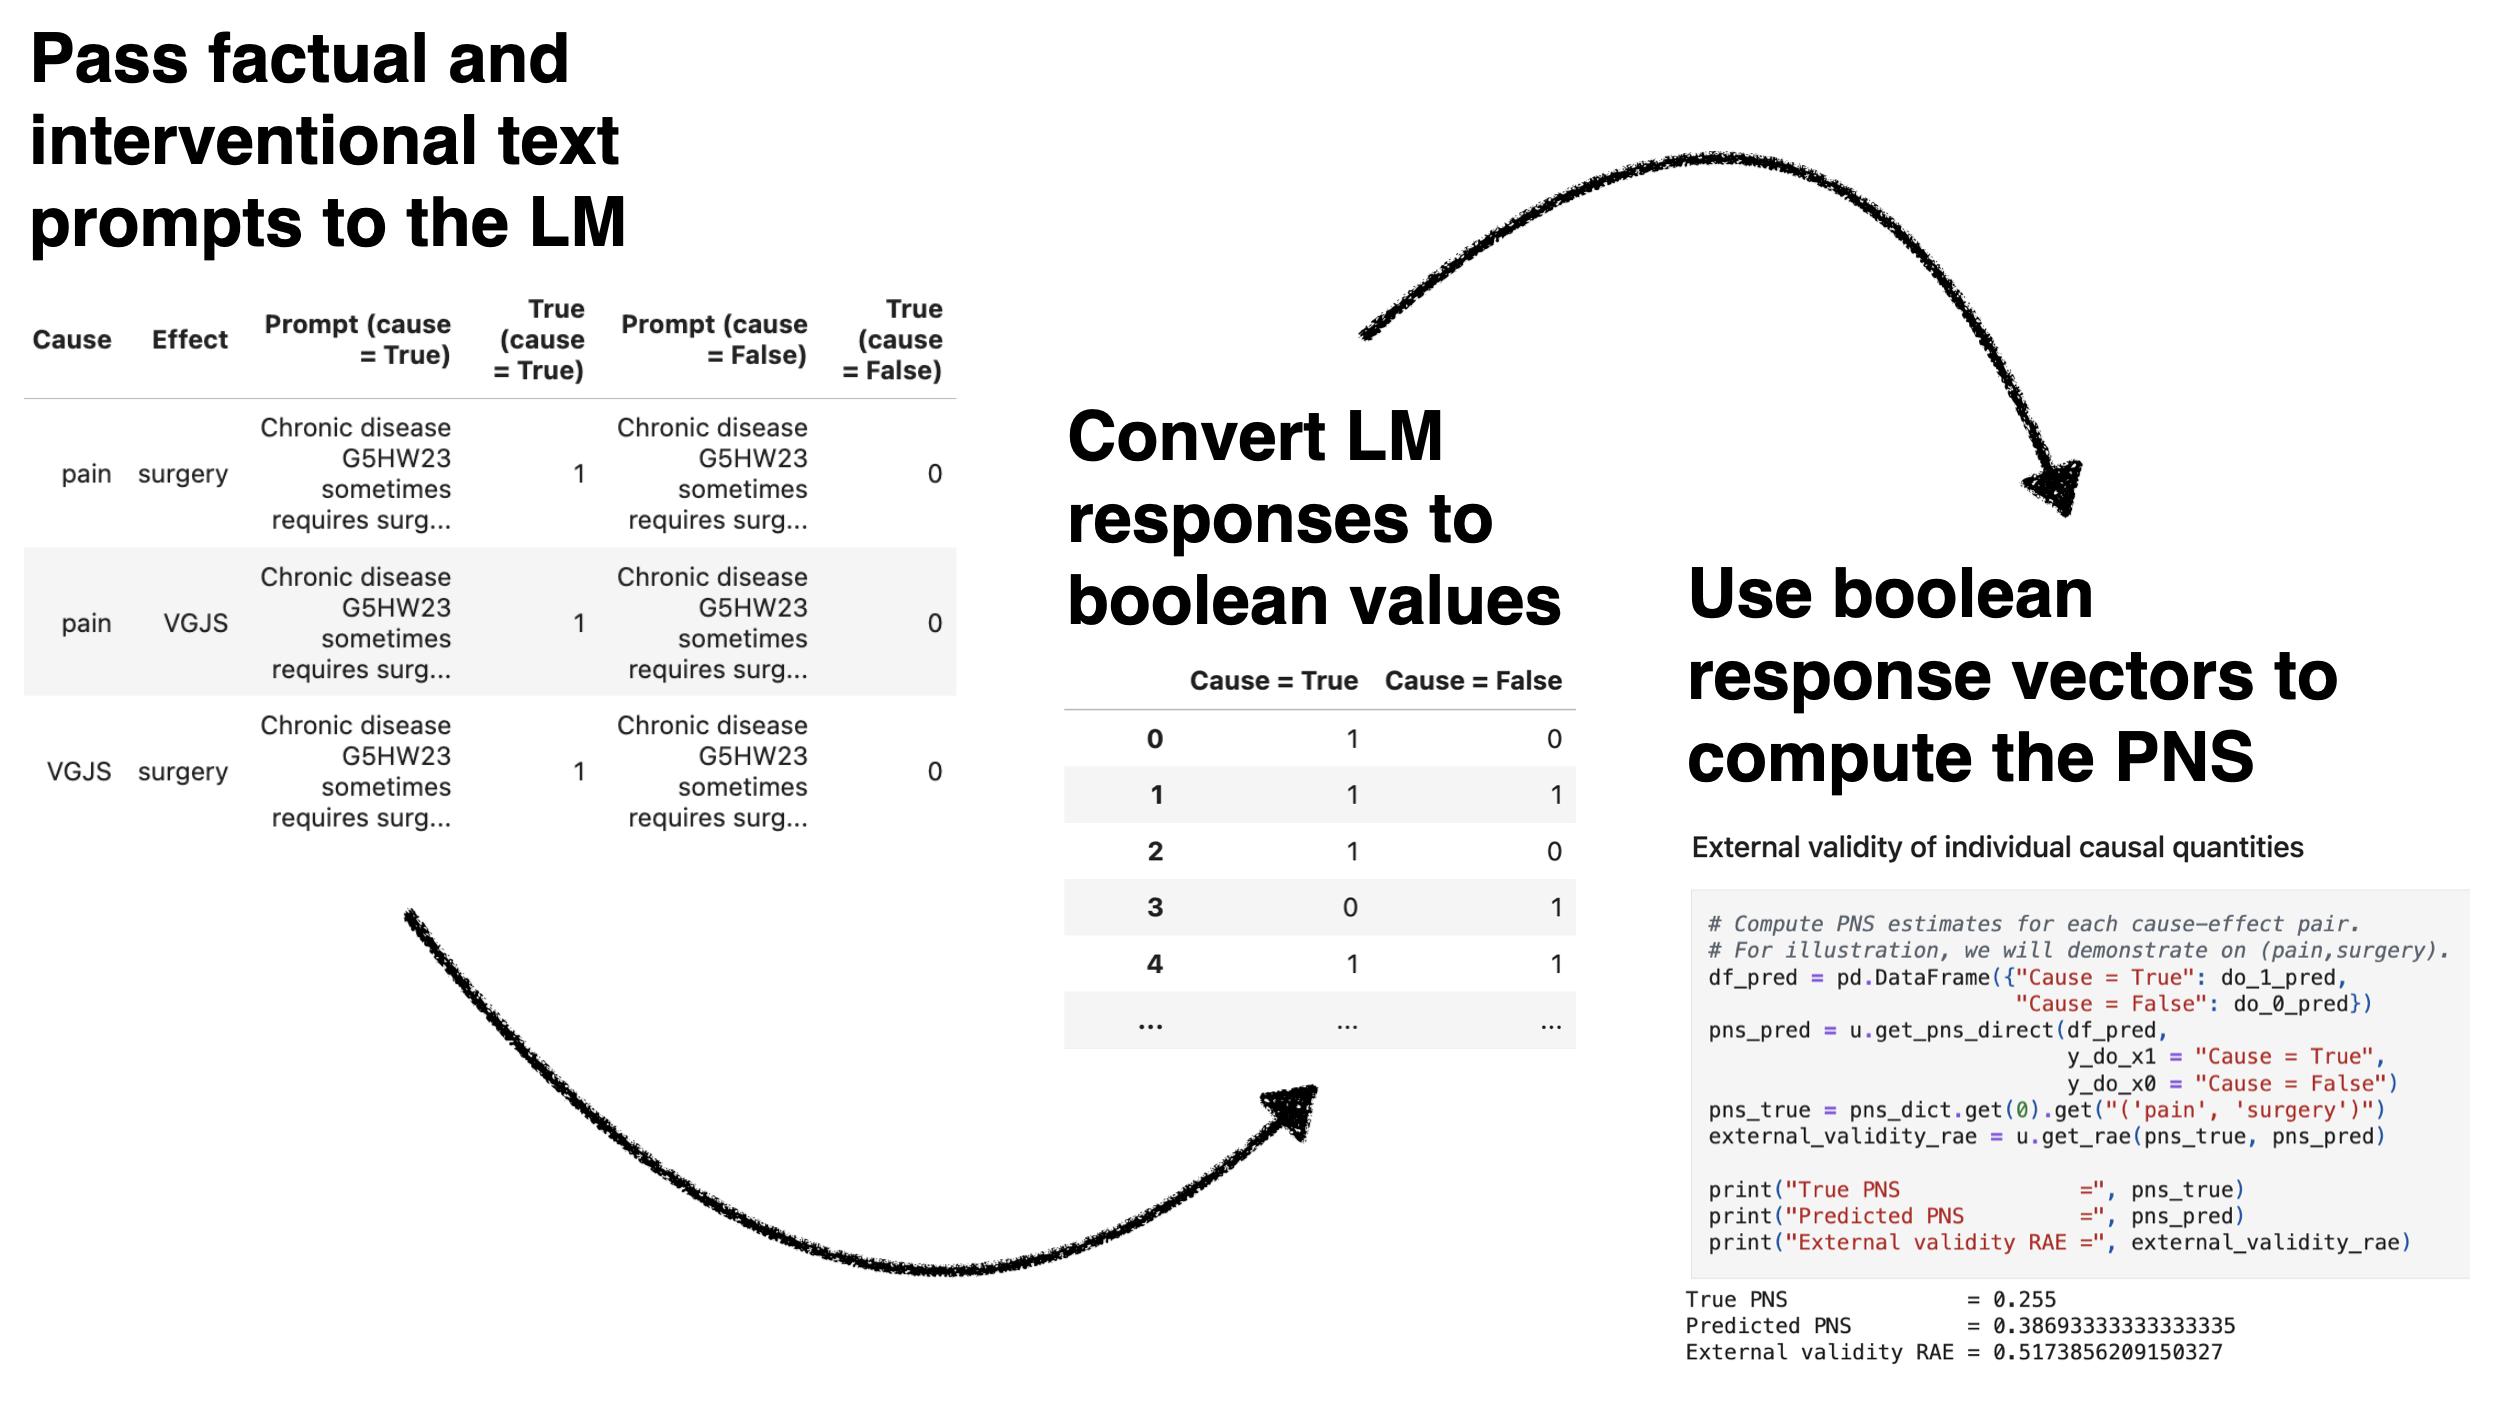 Pass factual and
interventional text
prompts to the LM
Cause Effect Prompt (cause = True) True (cause = True) Prompt (cause = False) True (cause = False)
pain surgery Chronic disease G5HW23 sometimes requires surg... 1 Chronic disease G5HW23 sometimes requires surg... 0
pain VGJS Chronic disease G5HW23 sometimes requires surg... 1 Chronic disease G5HW23 sometimes requires surg... 0
VGJS surgery Chronic disease G5HW23 sometimes requires surg... 1 Chronic disease G5HW23 sometimes requires surg... 0
Convert LM
responses to
boolean values
Cause = True Cause = False
0 1 0
1 1 1
2 1 0
3 0 1
4 1 1
... ... ...
Use boolean
response vectors to
compute the PNS
External validity of individual causal quantities
# Compute PNS estimates for each cause-effect pair.
# For illustration, we will demonstrate on (pain,surgery).
df_pred = pd.DataFrame({"Cause = True": do_1_pred,
"Cause = False": do_0_pred})
pns_pred = u.get_pns_direct(df_pred,
y_do_x1 = "Cause = True",
y_do_x0 = "Cause = False")
pns_true = pns_dict.get(0).get("('pain', 'surgery')")
external_validity_rae = u.get_rae(pns_true, pns_pred)
print("True PNS =", pns_true)
print("Predicted PNS =", pns_pred)
print("External validity RAE =", external_validity_rae)
True PNS = 0.255
Predicted PNS = 0.38693333333333335
External validity RAE = 0.5173856209150327